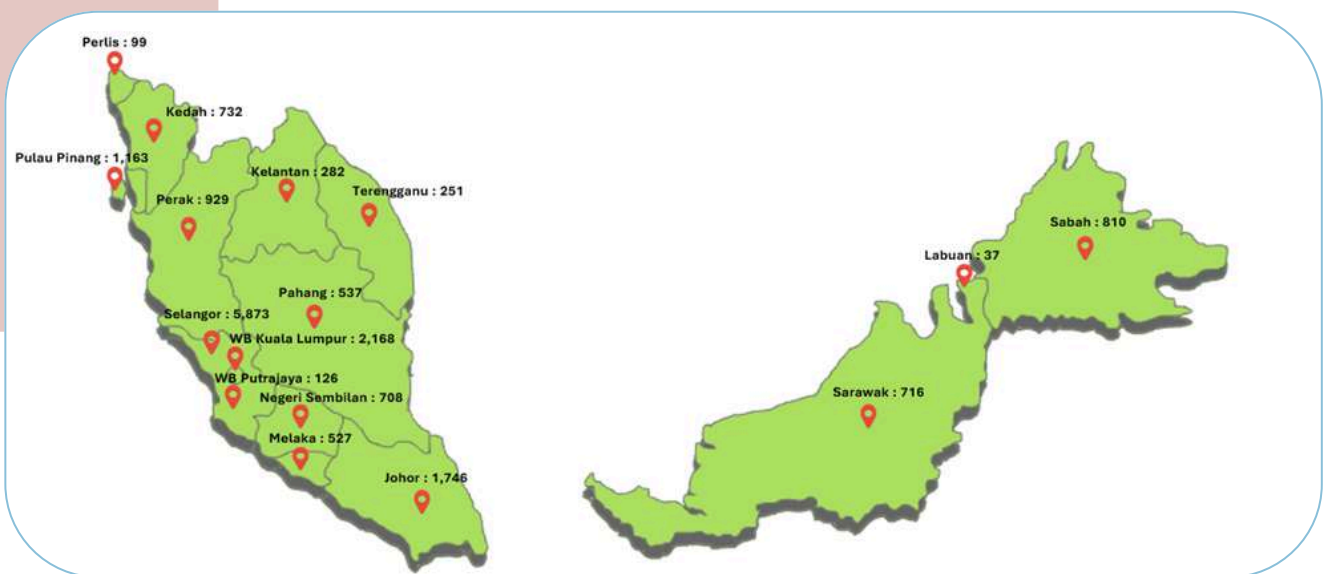 Perlis : 99
Kedah : 732
Pulau Pinang : 1,163
Kelantan : 282
Terengganu : 251
Perak : 929
Pahang : 537
Selangor : 5,873
WB Kuala Lumpur : 2,168
WB Putrajaya : 126
Negeri Sembilan : 708
Melaka : 527
Johor : 1,746
Sabah : 810
Labuan : 37
Sarawak : 716